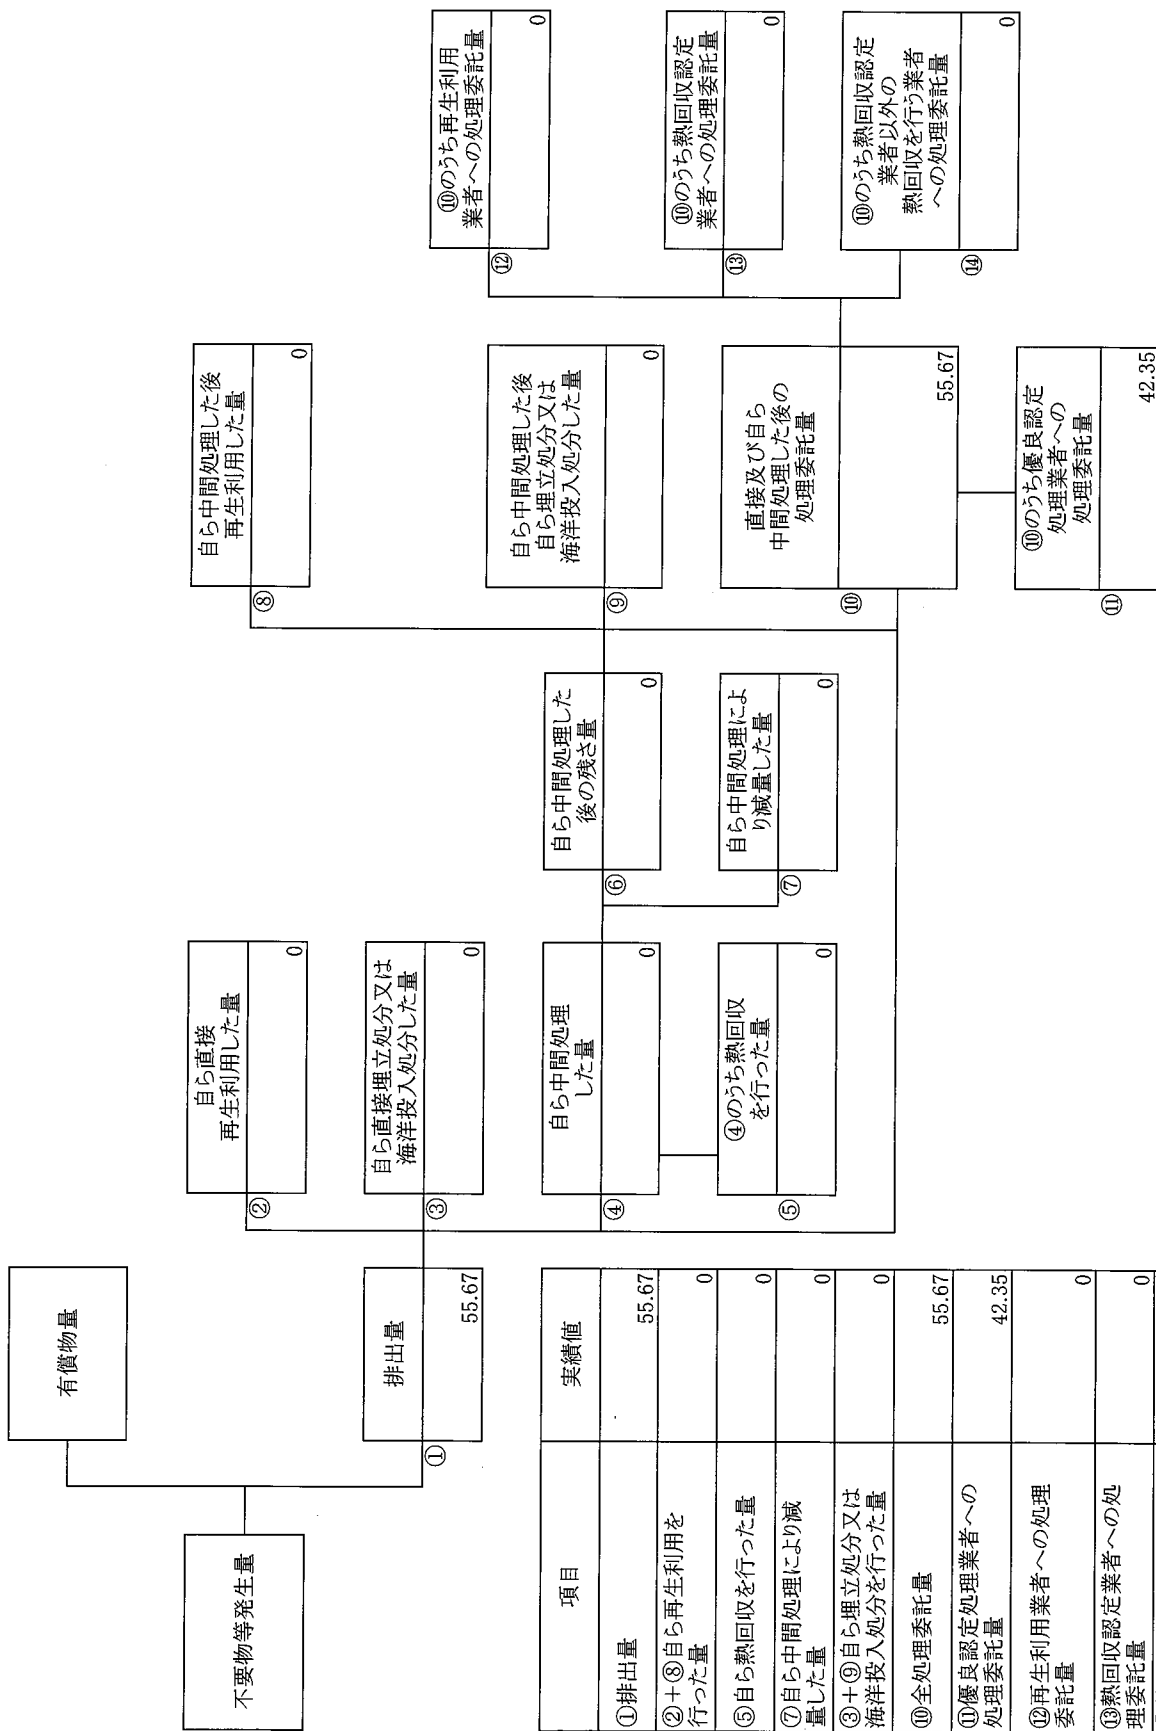 不要物等発生量
有償物量
①
排出量
55.67
②
自ら直接
再生利用した量
0
③
自ら直接埋立処分又は
海洋投入処分した量
0
④
自ら中間処理
した量
0
⑤
④のうち熱回収
を行った量
0
⑥
自ら中間処理した
後の残さ量
0
⑦
自ら中間処理によ
り減量した量
0
⑧
自ら中間処理した後
再生利用した量
0
⑨
自ら中間処理した後
自ら埋立処分又は
海洋投入処分した量
0
⑩
直接及び自ら
中間処理した後の
処理委託量
55.67
⑪
⑩のうち優良認定
処理業者への
処理委託量
42.35
⑫
⑩のうち再生利用
業者への処理委託量
0
⑬
⑩のうち熱回収認定
業者への処理委託量
0
⑭
⑩のうち熱回収認定
業者以外の
熱回収を行う業者
への処理委託量
0
項目 実績値
①排出量 55.67
②+⑧自ら再生利用を
行った量 0
⑤自ら熱回収を行った量 0
⑦自ら中間処理により減
量した量 0
③+⑨自ら埋立処分又は
海洋投入処分を行った量 0
⑩全処理委託量 55.67
⑪優良認定処理業者への
処理委託量 42.35
⑫再生利用業者への処理
委託量 0
⑬熱回収認定業者への処
理委託量 0